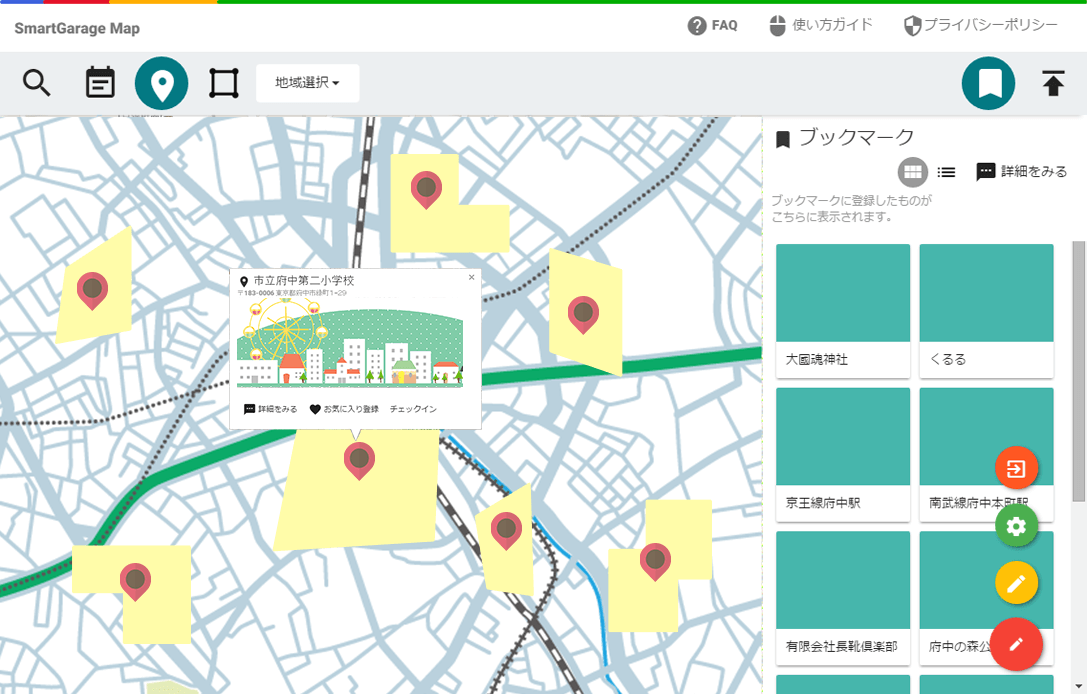 SmartGarage Map
FAQ
使い方ガイド
プライバシーポリシー
地域選択
ブックマーク
詳細をみる
ブックマークに登録したものが
こちらに表示されます。
市立府中第二小学校
〒183-0006 東京都府中市緑町1-29
詳細をみる
お気に入り登録
チェックイン
大國魂神社
くるる
京王線府中駅
南武線府中本町駅
有限会社長靴倶楽部
府中の森公